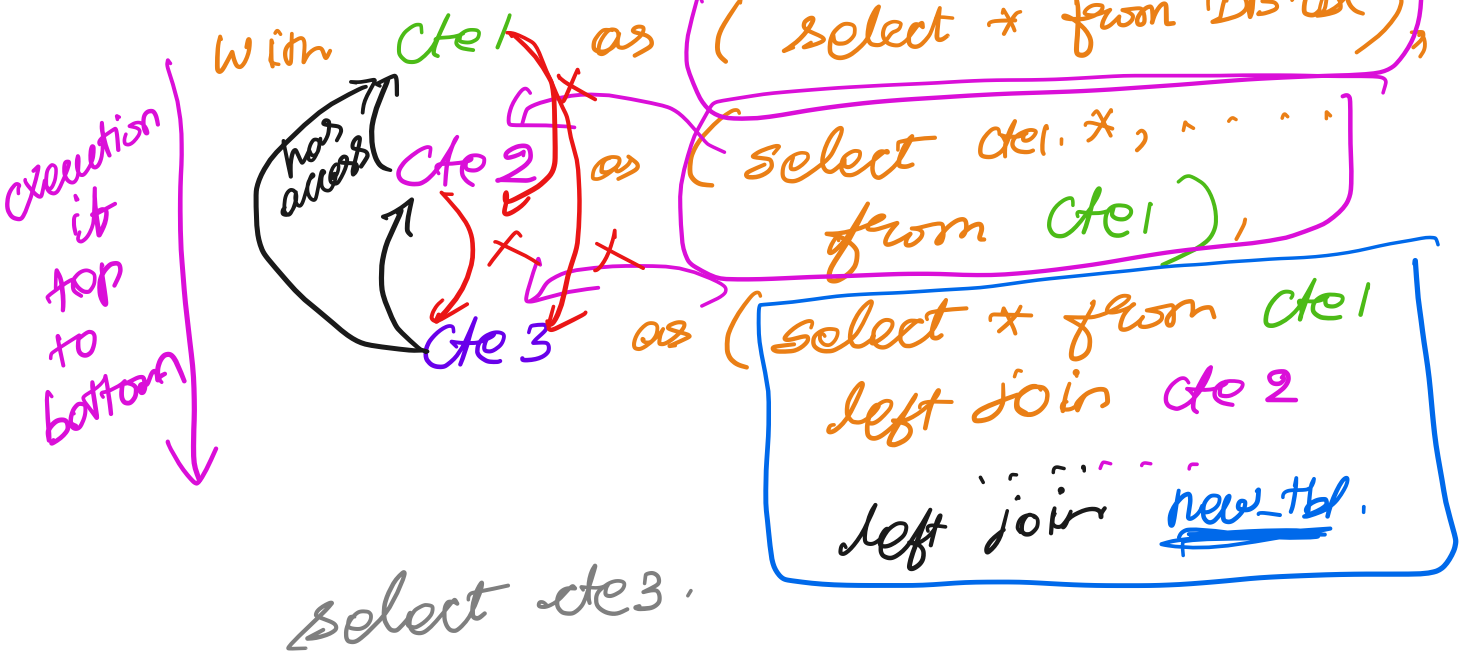 with cte1 as ( select * from
has access
cte2 as ( select cte1.*, . . . . .
from cte1 ),
cte3 as ( select * from cte1
left join cte2
. . . . . . .
left join new_tbl.
select cte3.
execution
it
top
to
bottom